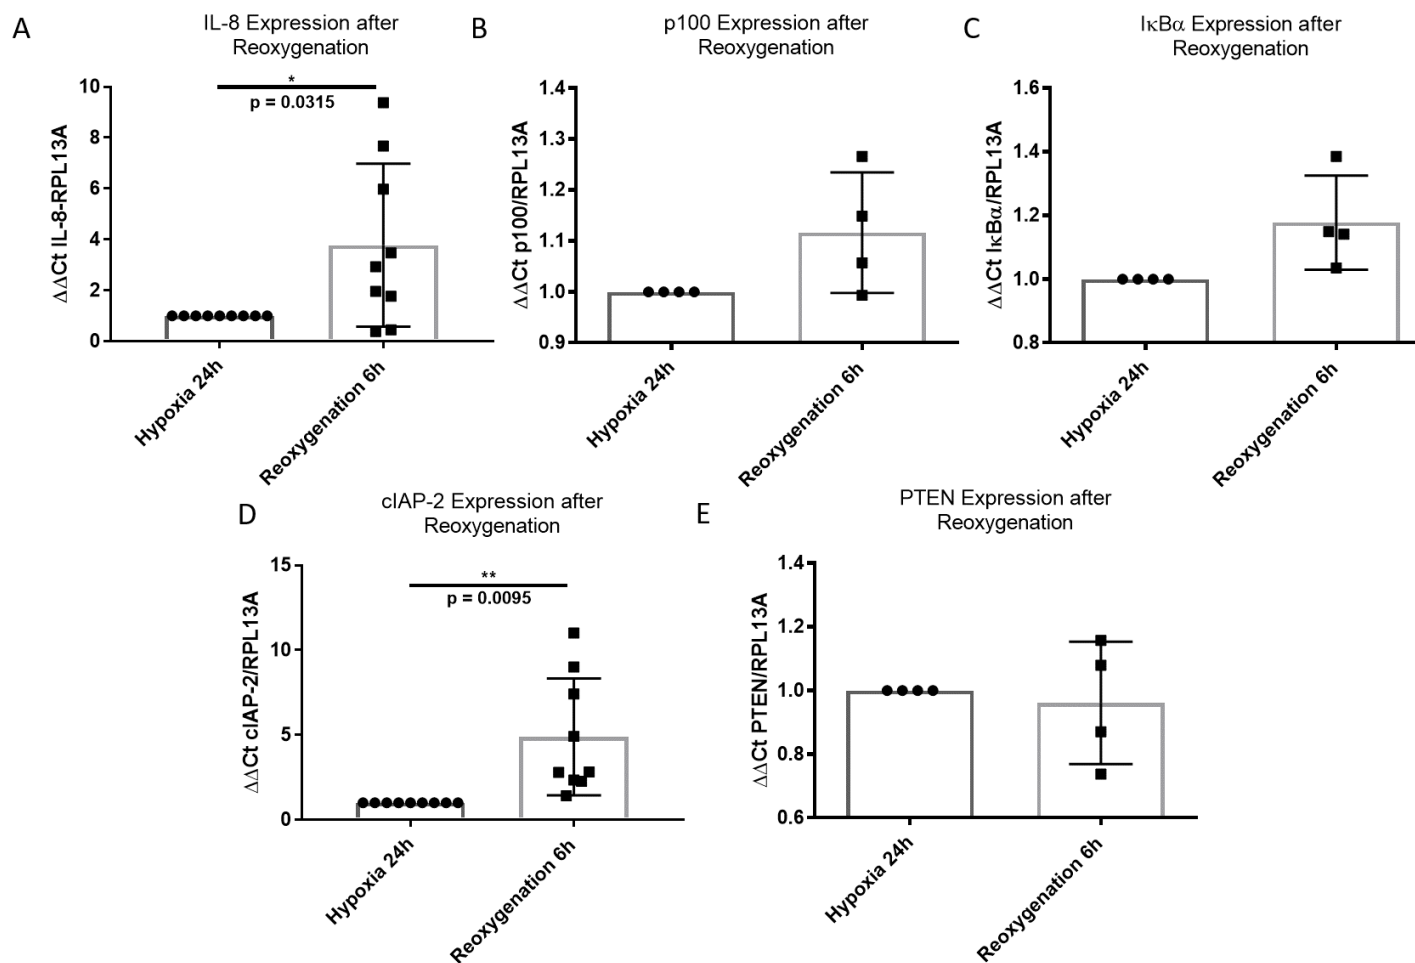 A
IL-8 Expression after
Reoxygenation
ΔΔCt IL-8-RPL13A
10
8
6
4
2
0
*
p = 0.0315
Hypoxia 24h
Reoxygenation 6h
B
p100 Expression after
Reoxygenation
ΔΔCt p100/RPL13A
1.4
1.3
1.2
1.1
1.0
0.9
Hypoxia 24h
Reoxygenation 6h
C
IκBα Expression after
Reoxygenation
ΔΔCt IκBα/RPL13A
1.6
1.4
1.2
1.0
0.8
Hypoxia 24h
Reoxygenation 6h
D
cIAP-2 Expression after
Reoxygenation
ΔΔCt cIAP-2/RPL13A
15
10
5
0
**
p = 0.0095
Hypoxia 24h
Reoxygenation 6h
E
PTEN Expression after
Reoxygenation
ΔΔCt PTEN/RPL13A
1.4
1.2
1.0
0.8
0.6
Hypoxia 24h
Reoxygenation 6h